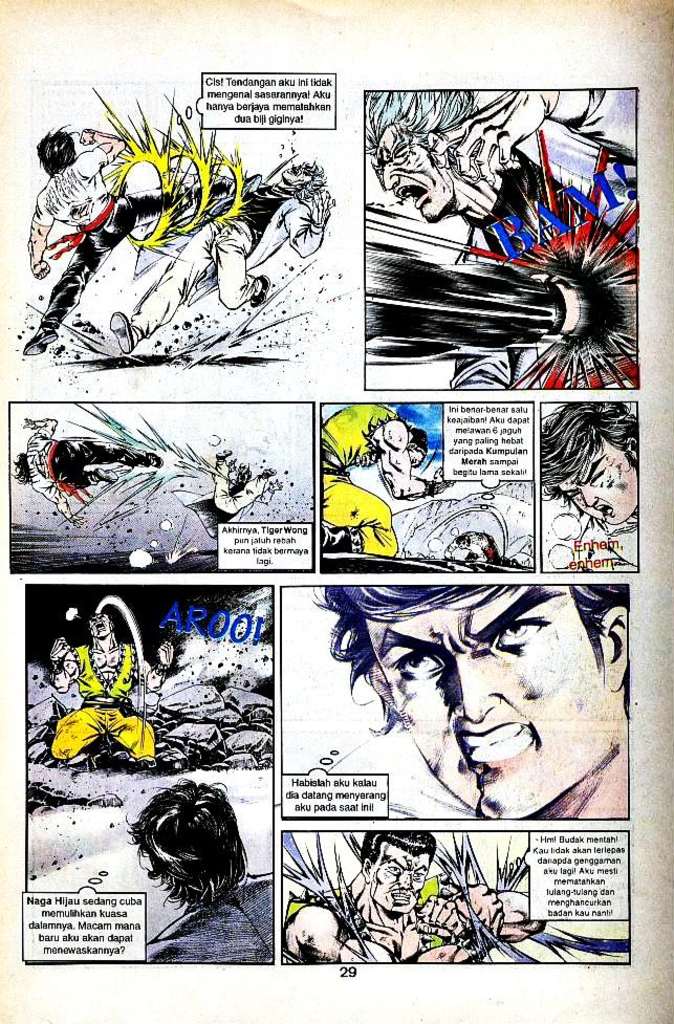 Cis! Tendangan aku ini tidak
mengenai sasarannya! Aku
hanya berjaya mematahkan
dua biji giginya!
BAM!
Akhirnya, Tiger Wong
pun jatuh rebah
kerana tidak bermaya
lagi.
Ini benar-benar satu
keajaiban! Aku dapat
melawan 6 jaguh
yang paling hebat
daripada Kumpulan
Merah sampai
begitu lama sekali!
Enhem,
enhem...
AROO!
Naga Hijau sedang cuba
memulihkan kuasa
dalamnya. Macam mana
baru aku akan dapat
menewaskannya?
Habislah aku kalau
dia datang menyerang
aku pada saat ini!
Hm! Budak mentah!
Kau tidak akan terlepas
daripada genggaman
aku lagi! Aku mesti
mematahkan
tulang-tulang dan
menghancurkan
badan kau nanti!
29